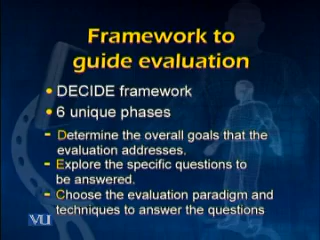 Framework to
guide evaluation
• DECIDE framework
• 6 unique phases
- Determine the overall goals that the
evaluation addresses.
- Explore the specific questions to
be answered.
- Choose the evaluation paradigm and
techniques to answer the questions
VU